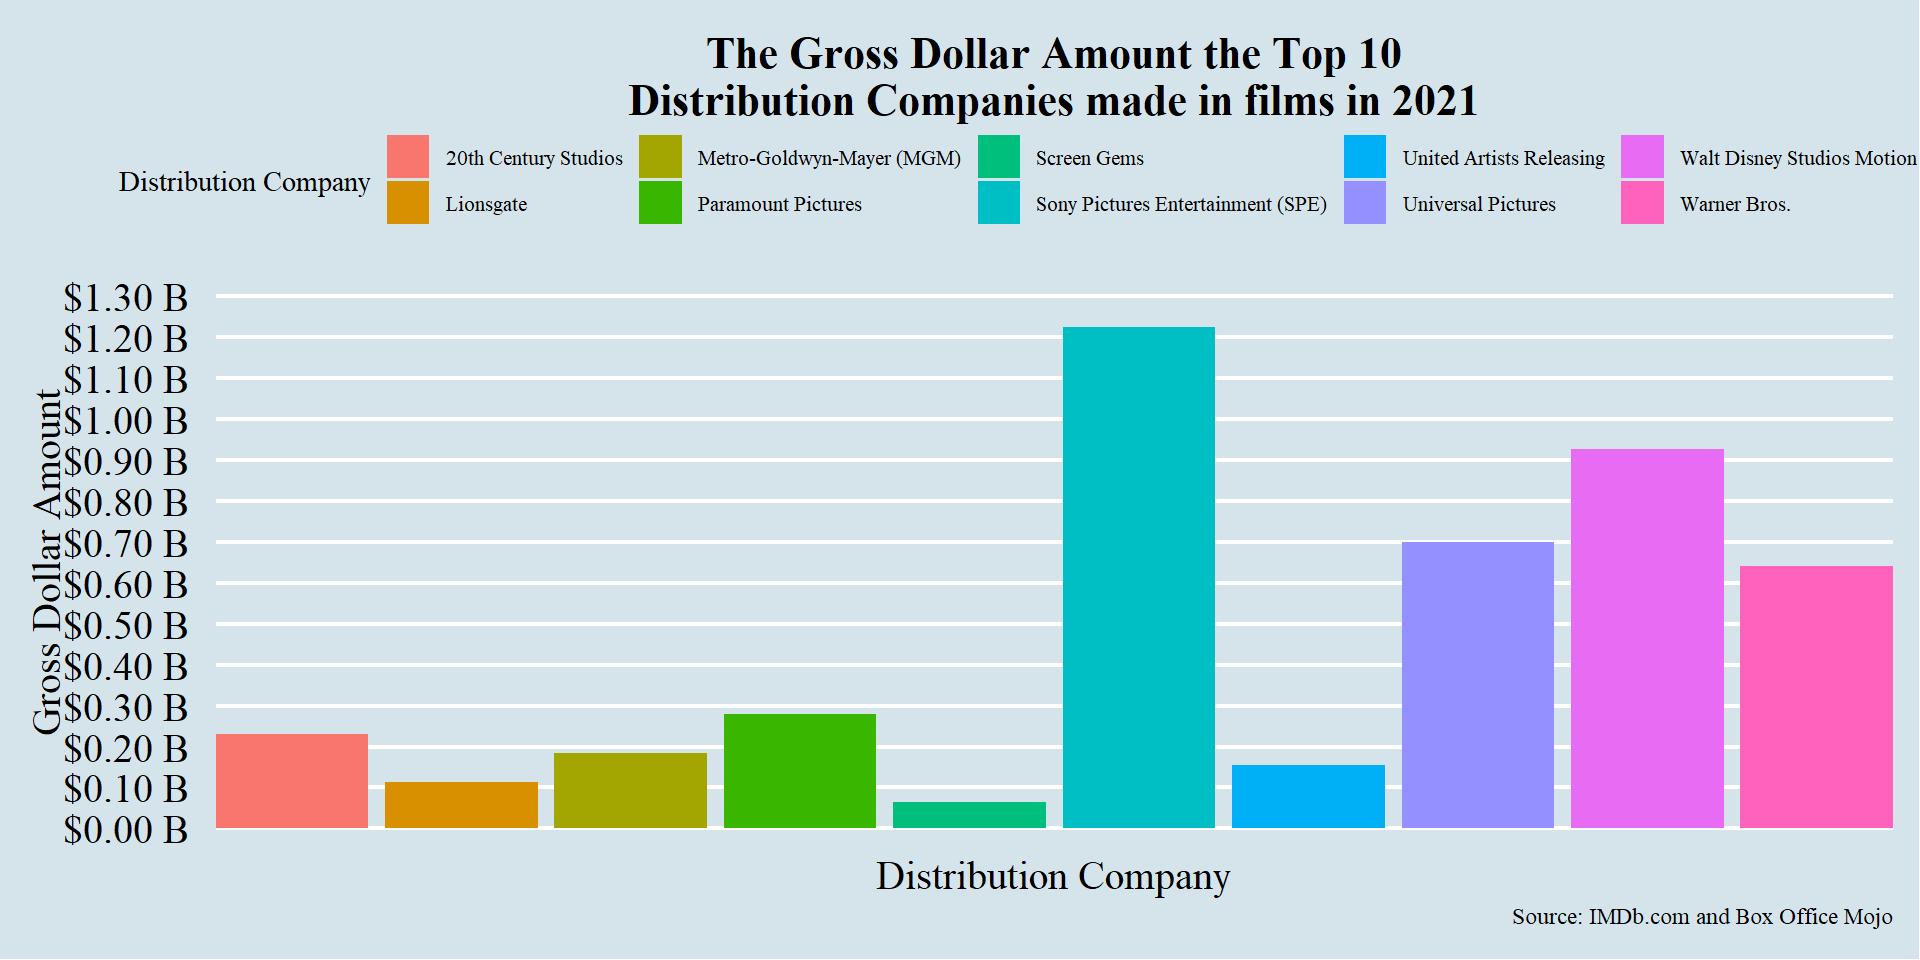 The Gross Dollar Amount the Top 10
Distribution Companies made in films in 2021
Distribution Company
20th Century Studios
Metro-Goldwyn-Mayer (MGM)
Screen Gems
United Artists Releasing
Walt Disney Studios Motion
Lionsgate
Paramount Pictures
Sony Pictures Entertainment (SPE)
Universal Pictures
Warner Bros.
Gross Dollar Amount
$1.30 B
$1.20 B
$1.10 B
$1.00 B
$0.90 B
$0.80 B
$0.70 B
$0.60 B
$0.50 B
$0.40 B
$0.30 B
$0.20 B
$0.10 B
$0.00 B
Distribution Company
Source: IMDb.com and Box Office Mojo